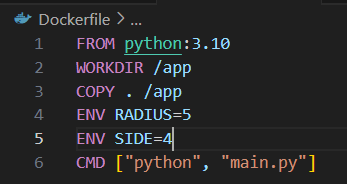 Dockerfile > ...
1 FROM python:3.10
2 WORKDIR /app
3 COPY . /app
4 ENV RADIUS=5
5 ENV SIDE=4
6 CMD ["python", "main.py"]